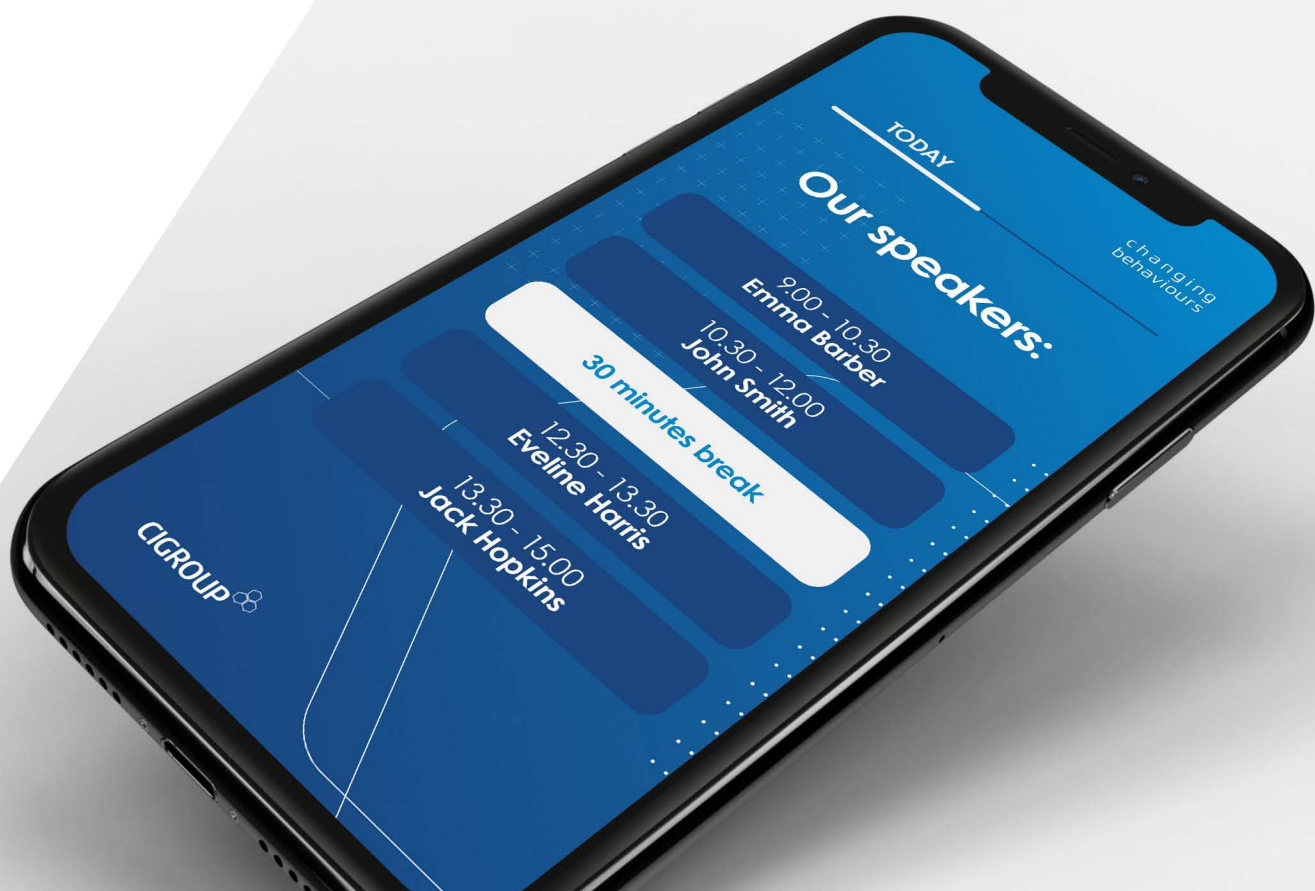 TODAY
changing
behaviours
Our speakers:
9.00 - 10.30
Emma Barber
10.30 - 12.00
John Smith
30 minutes break
12.30 - 13.30
Eveline Harris
13.30 - 15.00
Jack Hopkins
CIGROUP